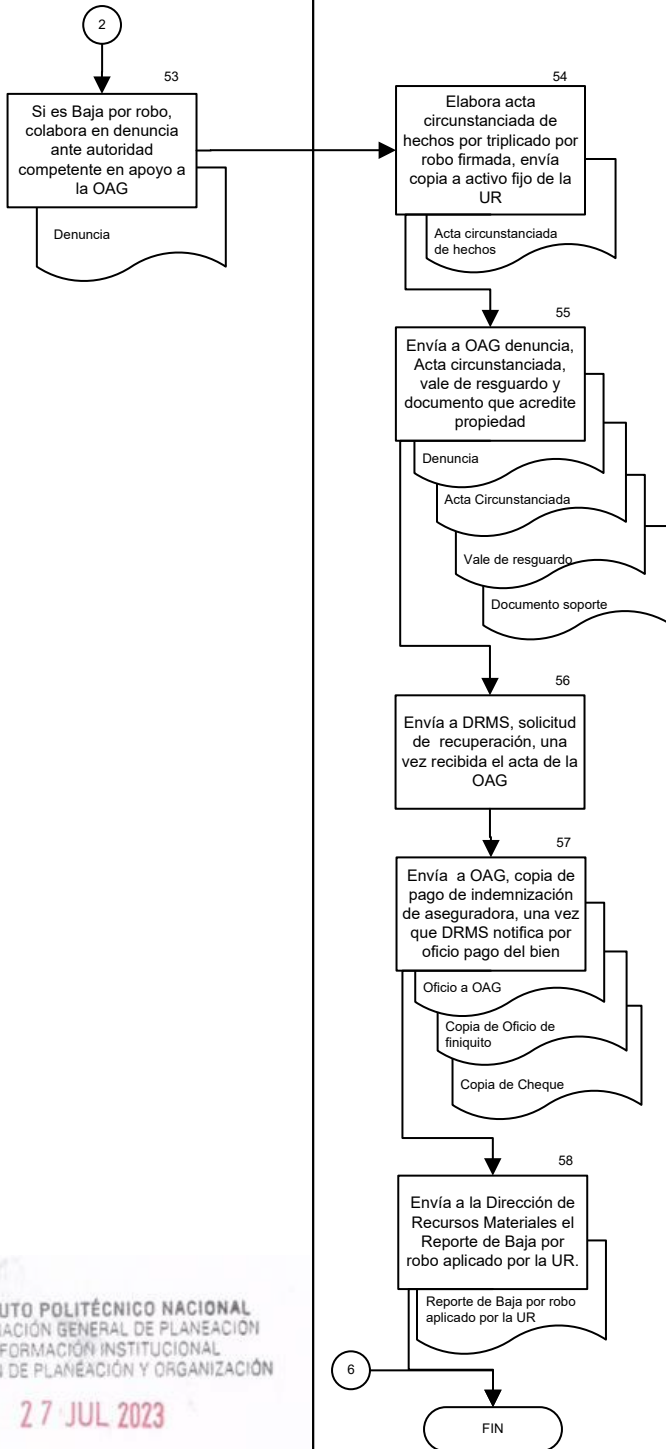 2
53
Si es Baja por robo,
colabora en denuncia
ante autoridad
competente en apoyo a
la OAG
Denuncia
54
Elabora acta
circunstanciada de
hechos por triplicado por
robo firmada, envía
copia a activo fijo de la
UR
Acta circunstanciada
de hechos
55
Envía a OAG denuncia,
Acta circunstanciada,
vale de resguardo y
documento que acredite
propiedad
Denuncia
Acta Circunstanciada
Vale de resguardo
Documento soporte
56
Envía a DRMS, solicitud
de recuperación, una
vez recibida el acta de la
OAG
57
Envía a OAG, copia de
pago de indemnización
de aseguradora, una vez
que DRMS notifica por
oficio pago del bien
Oficio a OAG
Copia de Oficio de
finiquito
Copia de Cheque
58
Envía a la Dirección de
Recursos Materiales el
Reporte de Baja por
robo aplicado por la UR.
Reporte de Baja por robo
aplicado por la UR
6
FIN
UTO POLITÉCNICO NACIONAL
ACIÓN GENERAL DE PLANEACIÓN
FORMACIÓN INSTITUCIONAL
DE PLANEACIÓN Y ORGANIZACIÓN
27 JUL 2023